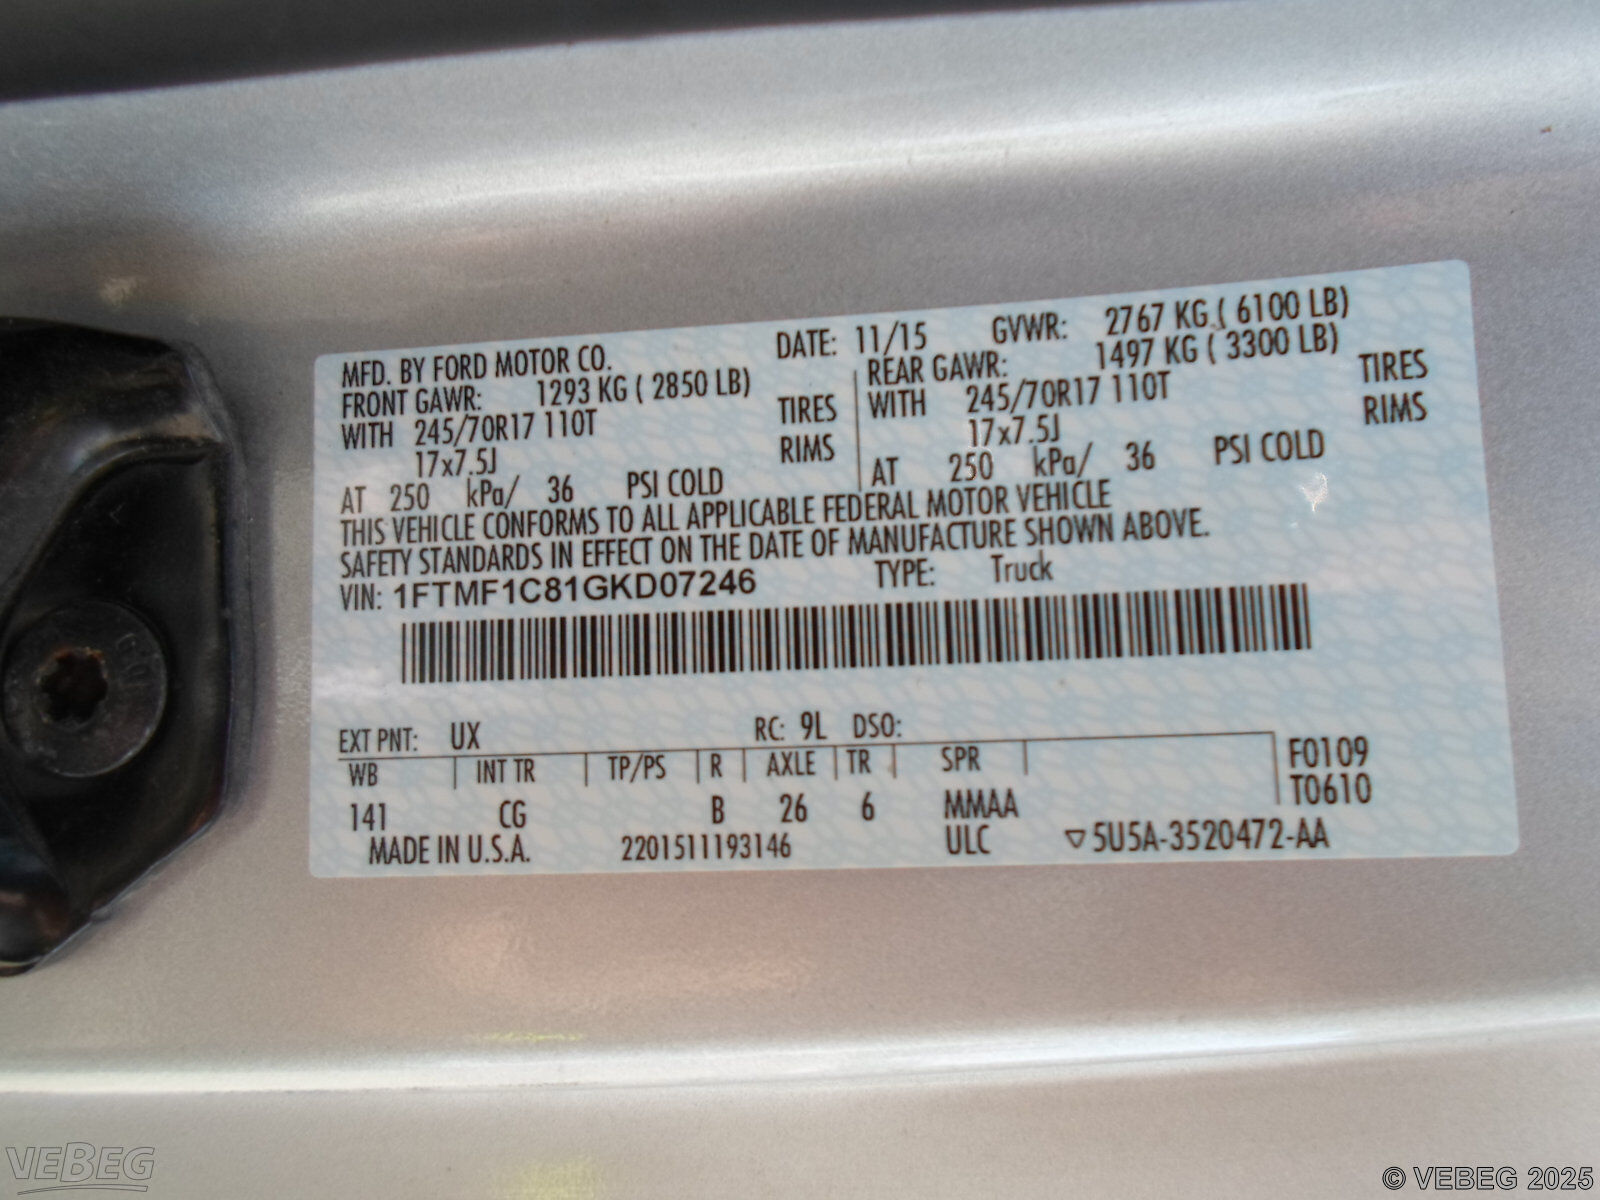 MFD. BY FORD MOTOR CO. DATE: 11/15 GVWR: 2767 KG ( 6100 LB)
FRONT GAWR: 1293 KG ( 2850 LB) REAR GAWR: 1497 KG ( 3300 LB)
WITH 245/70R17 110T TIRES WITH 245/70R17 110T TIRES
17x7.5J RIMS 17x7.5J RIMS
AT 250 kPa/ 36 PSI COLD AT 250 kPa/ 36 PSI COLD
THIS VEHICLE CONFORMS TO ALL APPLICABLE FEDERAL MOTOR VEHICLE
SAFETY STANDARDS IN EFFECT ON THE DATE OF MANUFACTURE SHOWN ABOVE.
VIN: 1FTMF1C81GKD07246 TYPE: Truck
EXT PNT: UX RC: 9L DSO:
WB INT TR TP/PS R AXLE TR SPR F0109
141 CG B 26 6 MMAA T0610
MADE IN U.S.A. 2201511193146 ULC ▽5U5A-3520472-AA
VEBEG
© VEBEG 2025